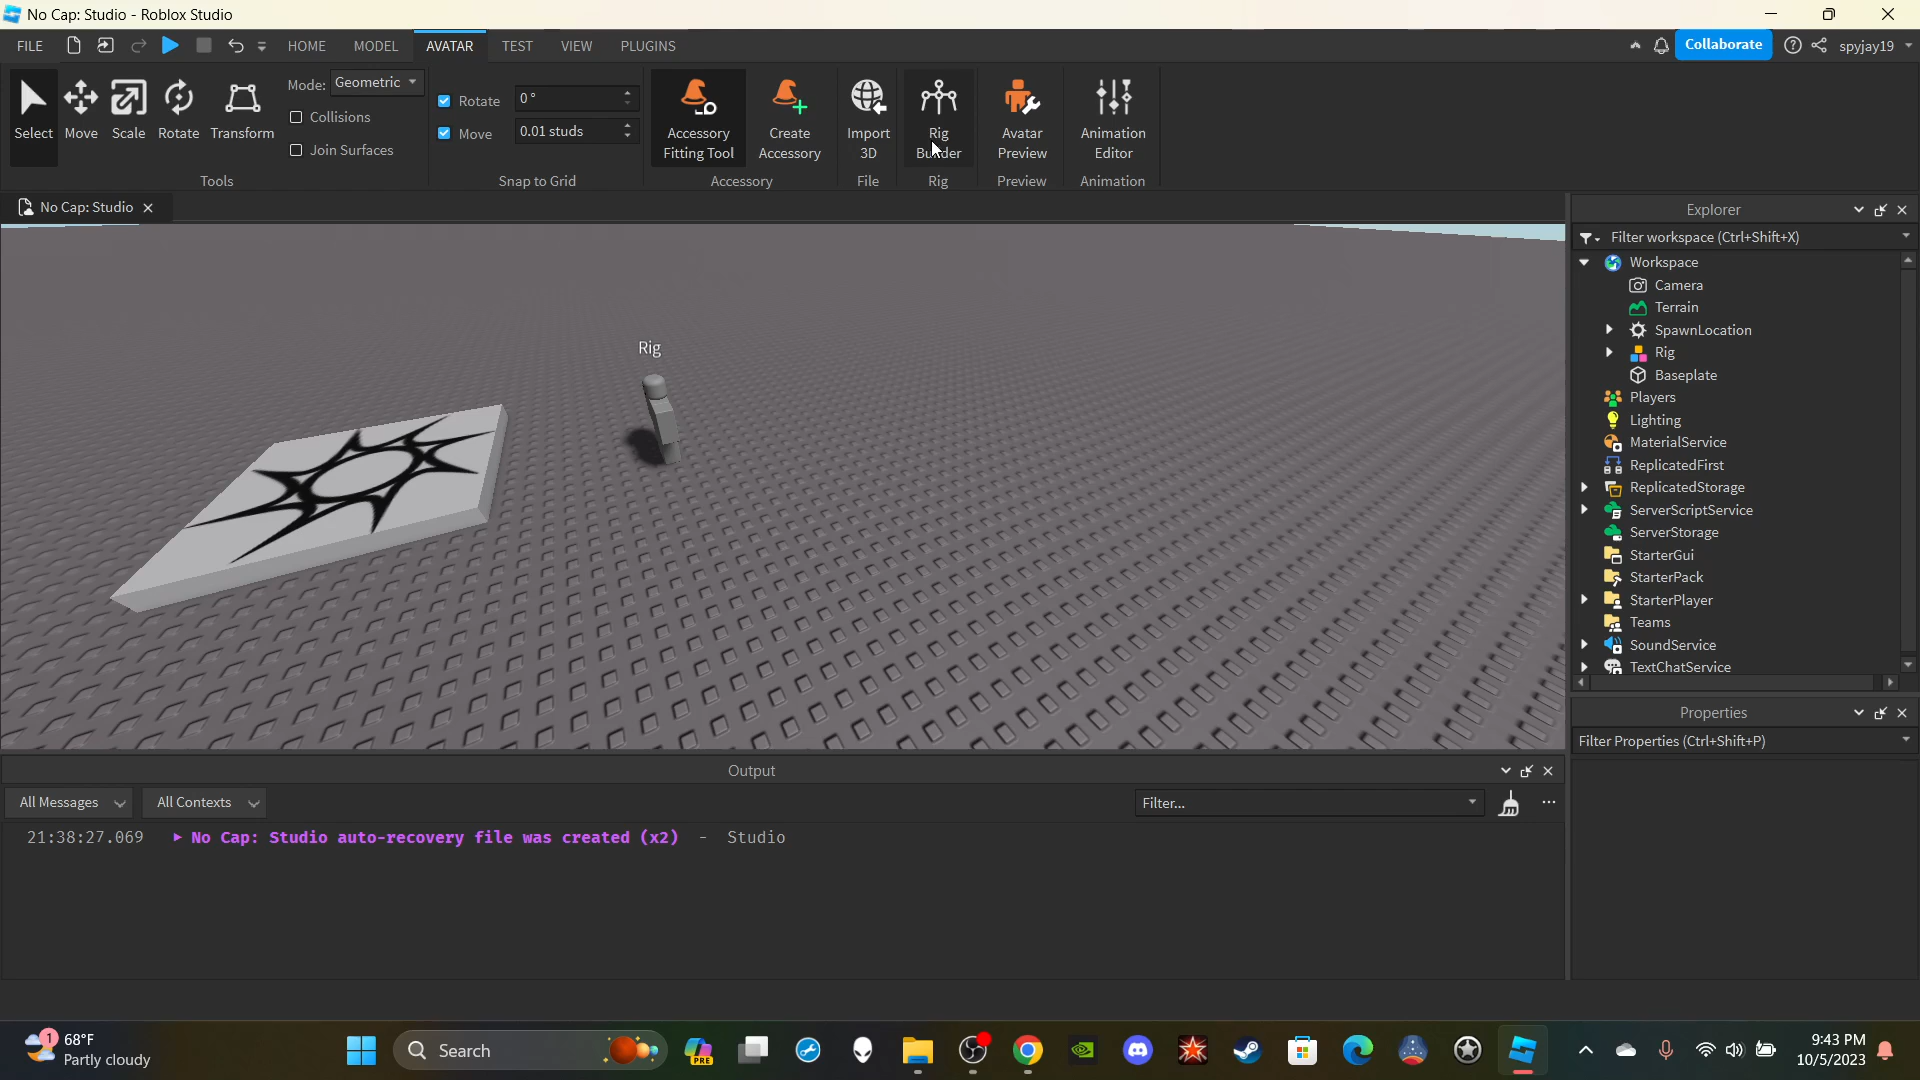 No Cap: Studio - Roblox Studio
FILE HOME MODEL AVATAR TEST VIEW PLUGINS Collaborate spyjay19
Select Move Scale Rotate Transform
Mode: Geometric
Collisions
Join Surfaces
Tools
Rotate 0°
Move 0.01 studs
Snap to Grid
Accessory Fitting Tool
Create Accessory
Accessory
Import 3D
File
Rig Builder
Rig
Avatar Preview
Preview
Animation Editor
Animation
No Cap: Studio
Rig
Explorer
Filter workspace (Ctrl+Shift+X)
Workspace
Camera
Terrain
SpawnLocation
Rig
Baseplate
Players
Lighting
MaterialService
ReplicatedFirst
ReplicatedStorage
ServerScriptService
ServerStorage
StarterGui
StarterPack
StarterPlayer
Teams
SoundService
TextChatService
Properties
Filter Properties (Ctrl+Shift+P)
Output
All Messages All Contexts Filter...
21:38:27.069 No Cap: Studio auto-recovery file was created (x2) - Studio
1
68°F
Partly cloudy
Search
PRE
9:43 PM
10/5/2023